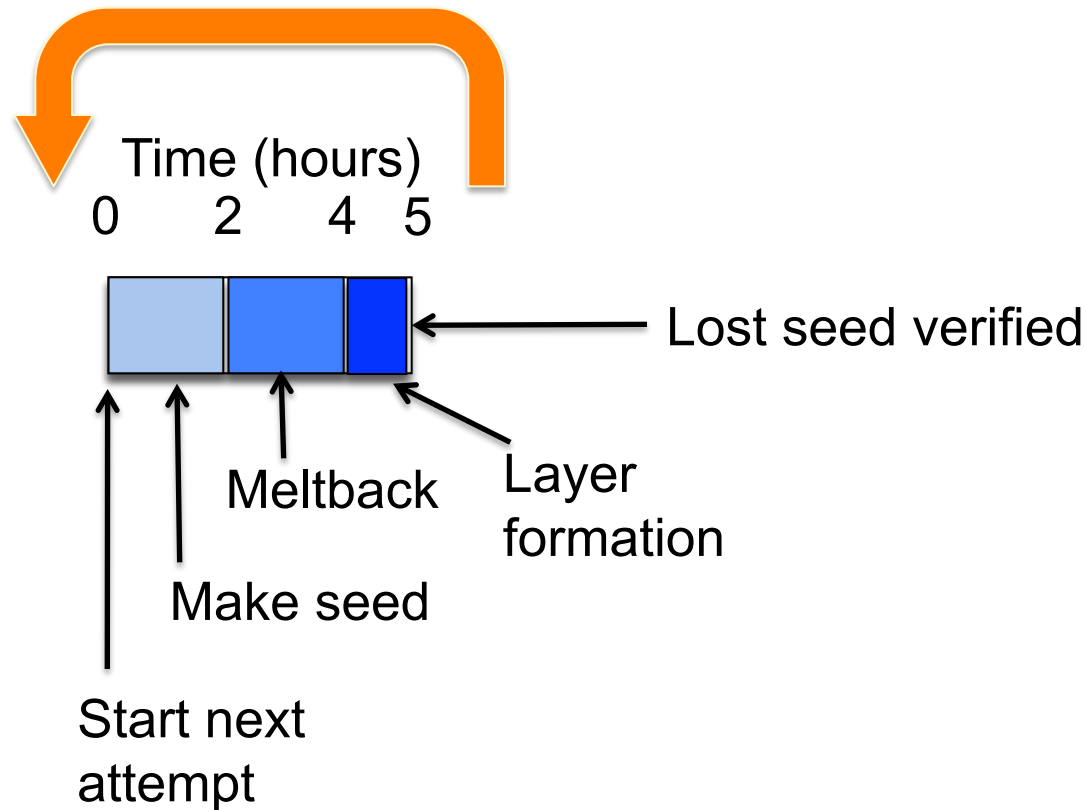 Time (hours)
0 2 4 5
Lost seed verified
Meltback
Layer
formation
Make seed
Start next
attempt